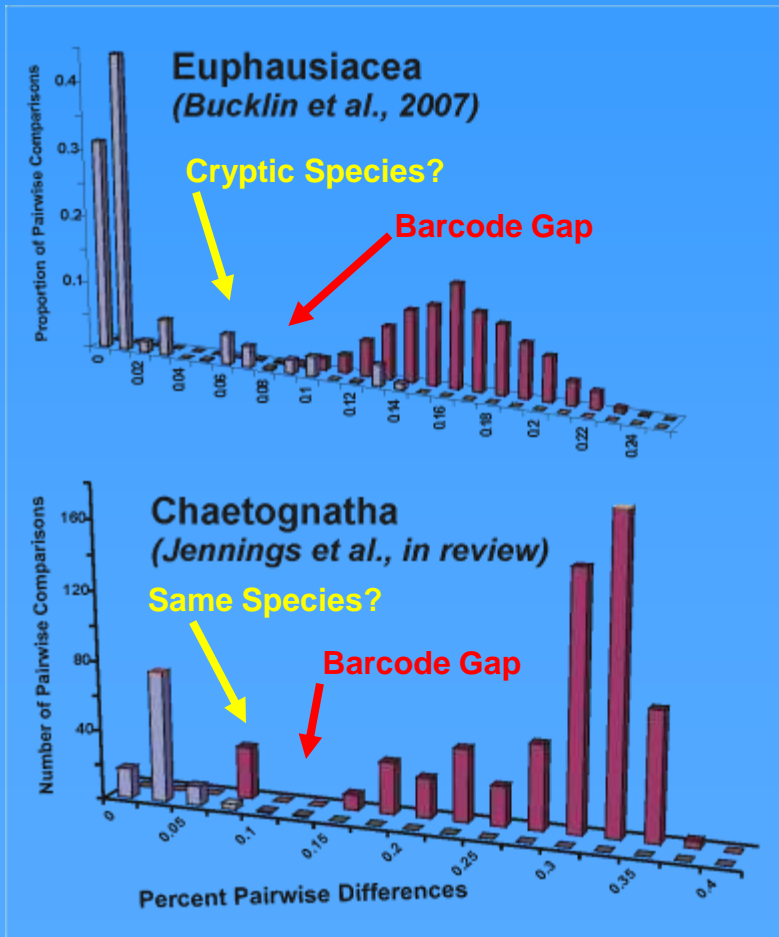 Euphausiacea
(Bucklin et al., 2007)
Cryptic Species?
Barcode Gap
Proportion of Pairwise Comparisons
0.4
0.3
0.2
0.1
0
0.02
0.04
0.06
0.08
0.1
0.12
0.14
0.16
0.18
0.2
0.22
0.24
Chaetognatha
(Jennings et al., in review)
Same Species?
Barcode Gap
Number of Pairwise Comparisons
160
120
80
40
0
0.05
0.1
0.15
0.2
0.25
0.3
0.35
0.4
Percent Pairwise Differences